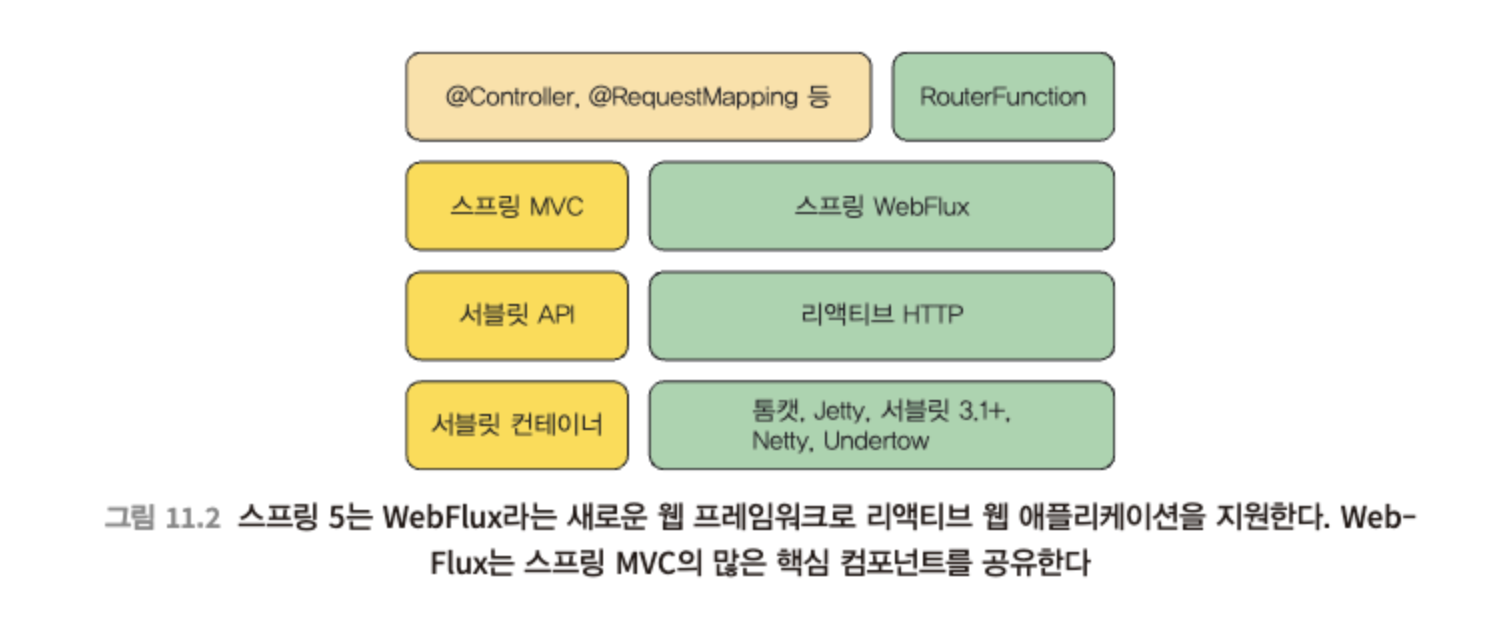 @Controller, @RequestMapping 등
RouterFunction
스프링 MVC
스프링 WebFlux
서블릿 API
리액티브 HTTP
서블릿 컨테이너
톰캣, Jetty, 서블릿 3.1+,
Netty, Undertow
그림 11.2 스프링 5는 WebFlux라는 새로운 웹 프레임워크로 리액티브 웹 애플리케이션을 지원한다. Web-
Flux는 스프링 MVC의 많은 핵심 컴포넌트를 공유한다